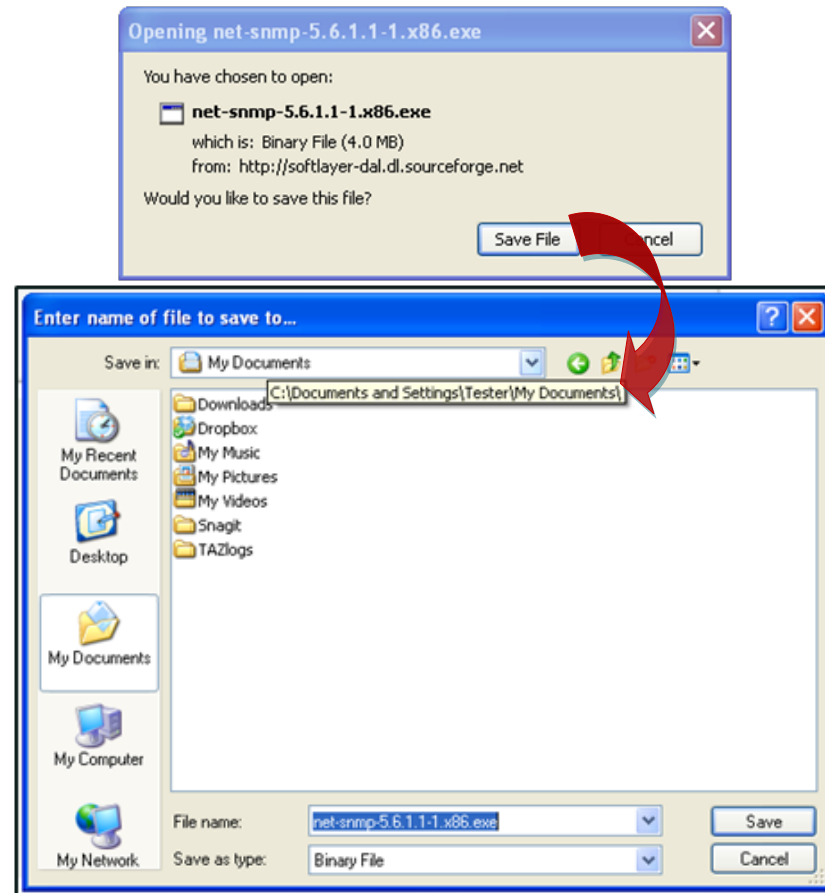 Opening net-snmp-5.6.1.1-1.x86.exe
You have chosen to open:
net-snmp-5.6.1.1-1.x86.exe
which is: Binary File (4.0 MB)
from: http://softlayer-dal.dl.sourceforge.net
Would you like to save this file?
Save File
Cancel
Enter name of file to save to...
Save in:
My Documents
C:\Documents and Settings\Tester\My Documents\
Downloads
Dropbox
My Music
My Pictures
My Videos
Snagit
TAZlogs
My Recent
Documents
Desktop
My Documents
My Computer
My Network
File name:
net-snmp-5.6.1.1-1.x86.exe
Save
Save as type:
Binary File
Cancel